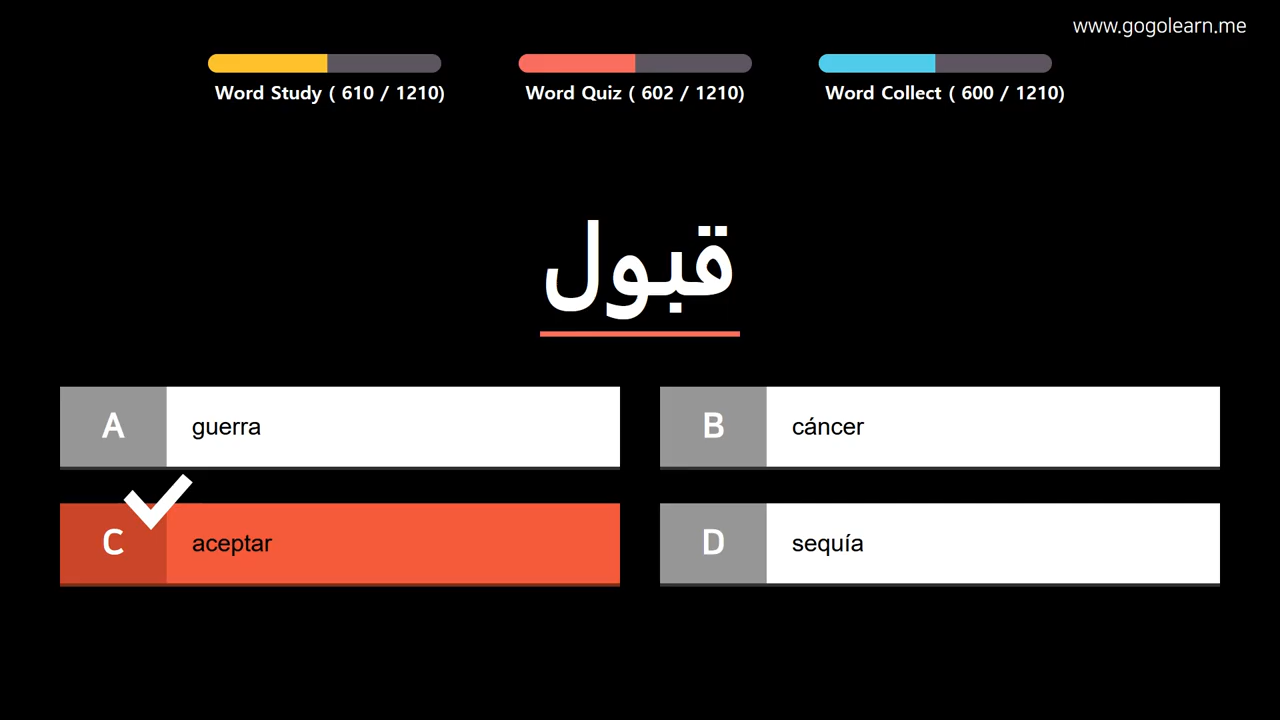 www.gogolearn.me
Word Study ( 610 / 1210)
Word Quiz ( 602 / 1210)
Word Collect ( 600 / 1210)
قبول
A guerra
B cáncer
C aceptar
D sequía